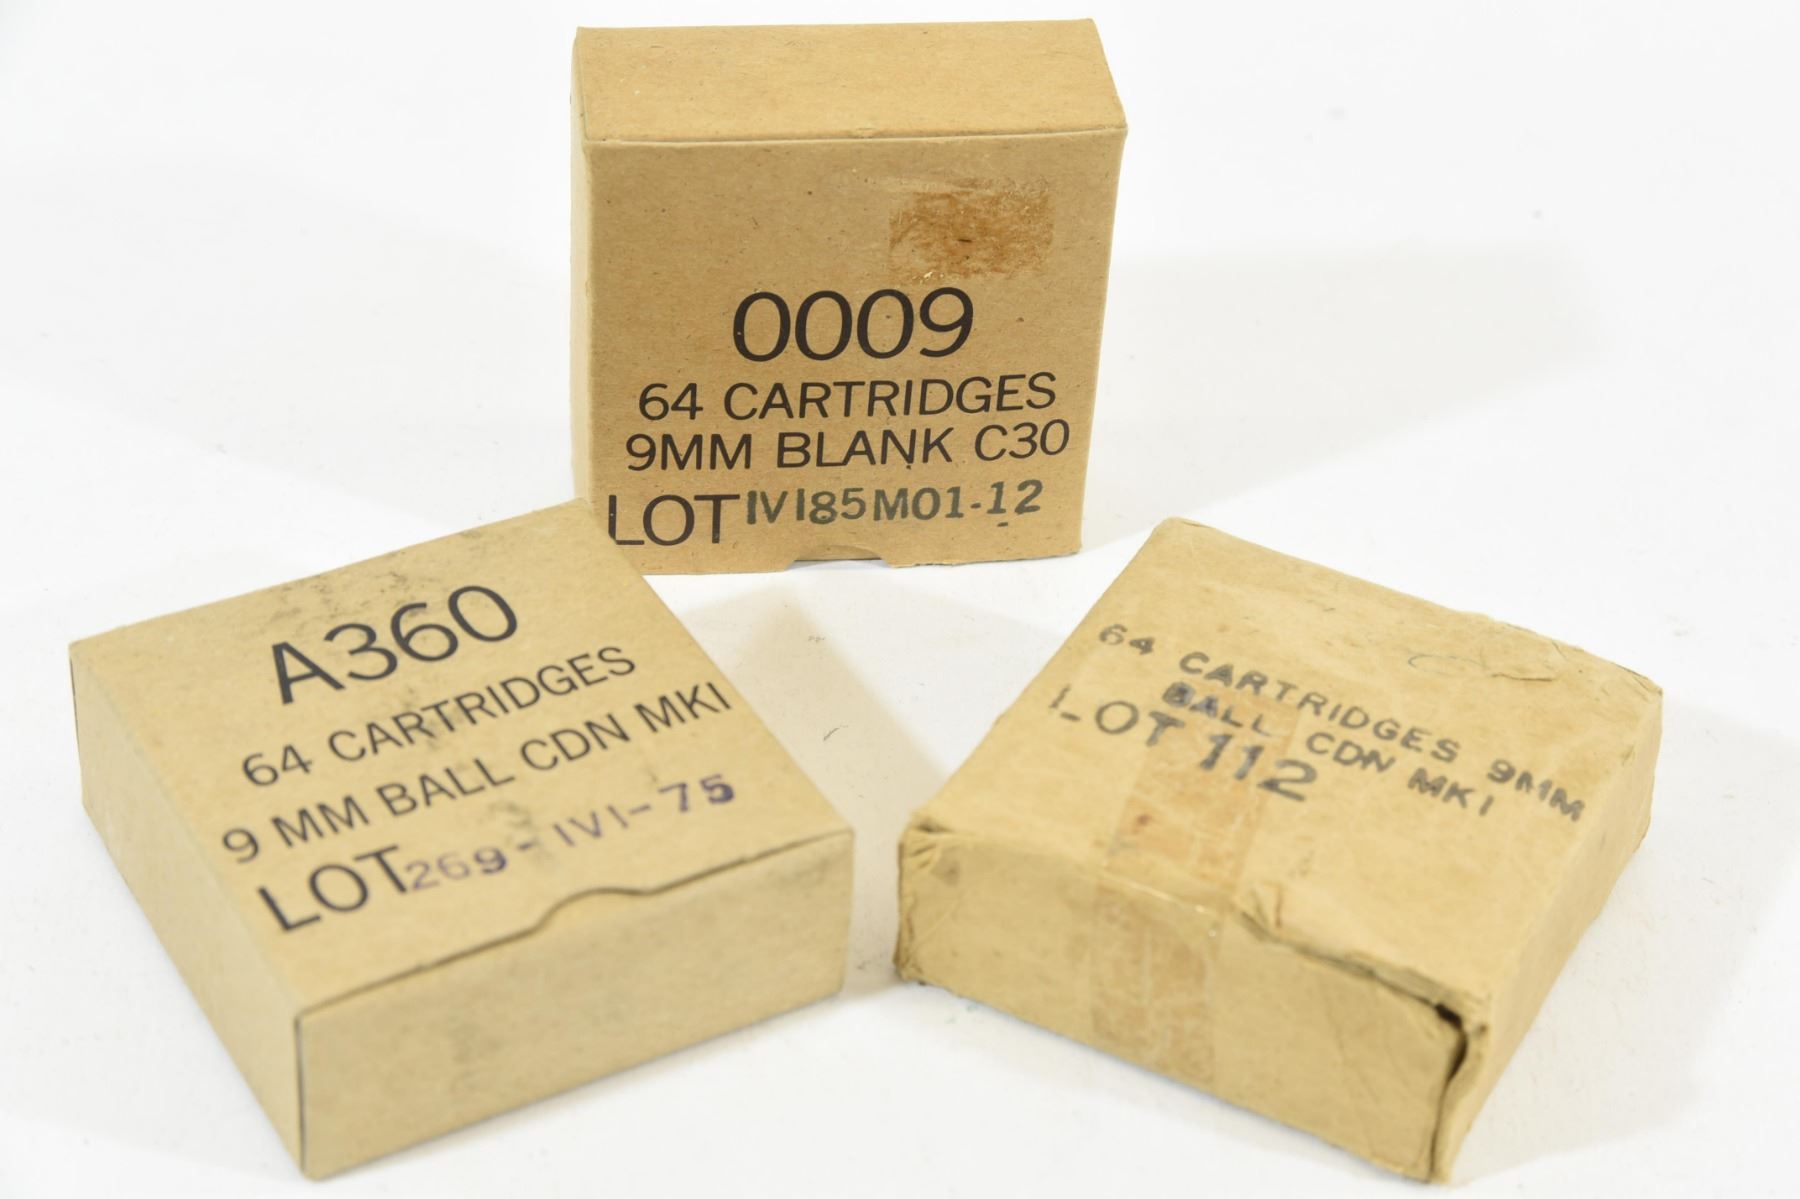 0009
64 CARTRIDGES
9MM BLANK C30
LOT IVI85M01-12
A360
64 CARTRIDGES
9 MM BALL CDN MKI
LOT 269-IVI-75
64 CARTRIDGES 9MM
BALL CDN MKI
LOT 112